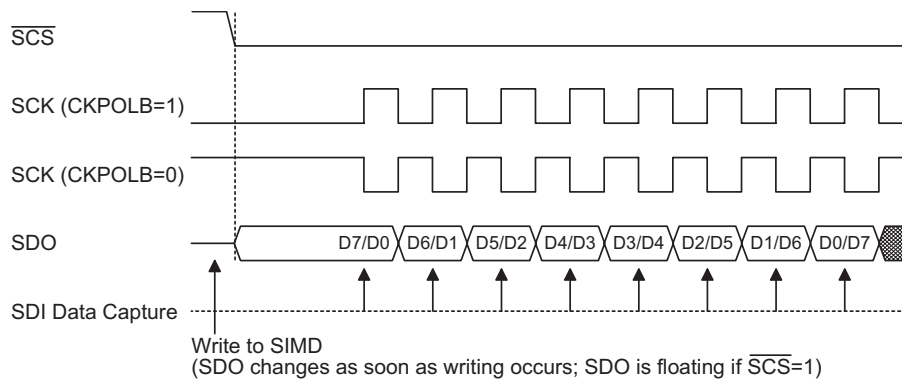 SCS
SCK (CKPOLB=1)
SCK (CKPOLB=0)
SDO
D7/D0 D6/D1 D5/D2 D4/D3 D3/D4 D2/D5 D1/D6 D0/D7
SDI Data Capture
Write to SIMD
(SDO changes as soon as writing occurs; SDO is floating if SCS=1)